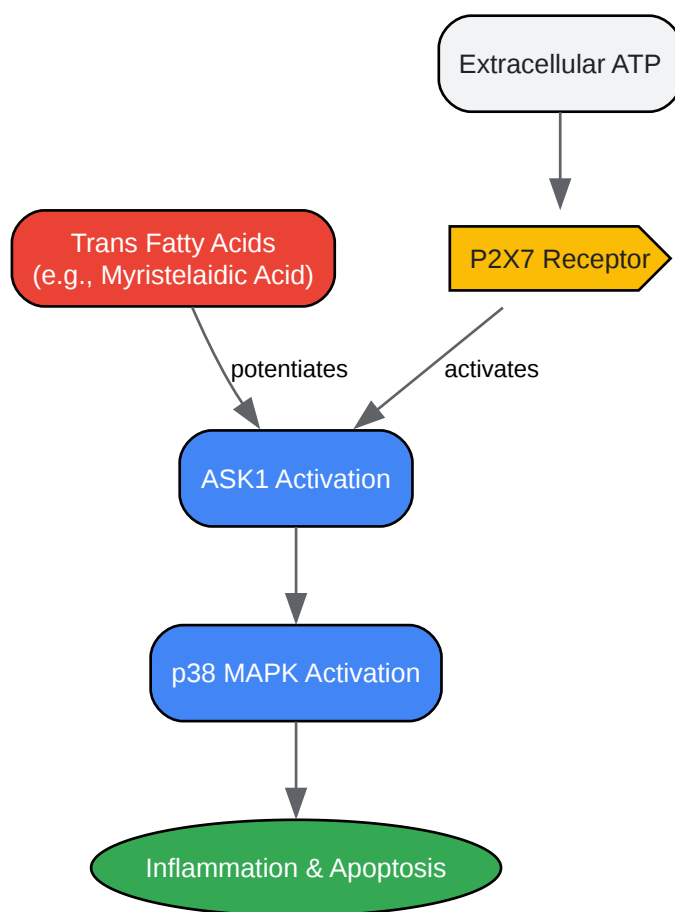 Extracellular ATP
Trans Fatty Acids
(e.g., Myristelaidic Acid)
P2X7 Receptor
potentiates
activates
ASK1 Activation
p38 MAPK Activation
Inflammation & Apoptosis